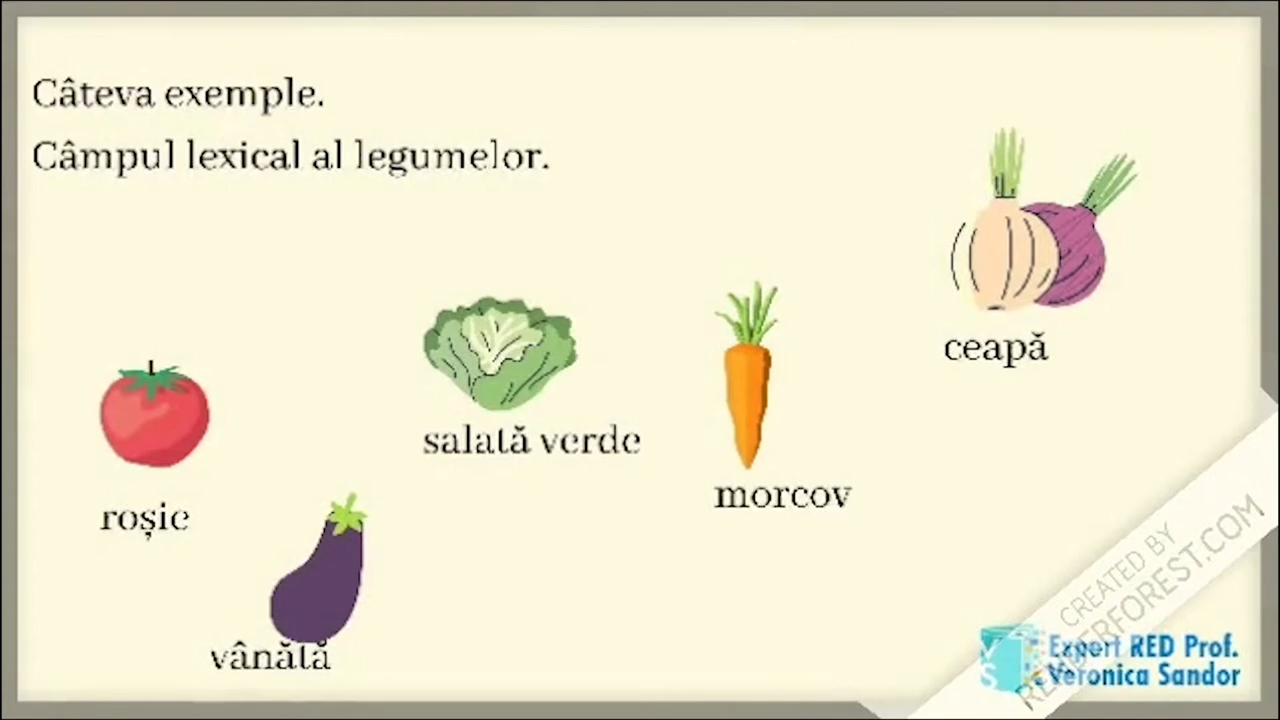 Câteva exemple.
Câmpul lexical al legumelor.
ceapă
salată verde
morcov
roșie
vânătă
CREATED BY
RENDERFOREST.COM
Expert RED Prof.
Veronica Sandor